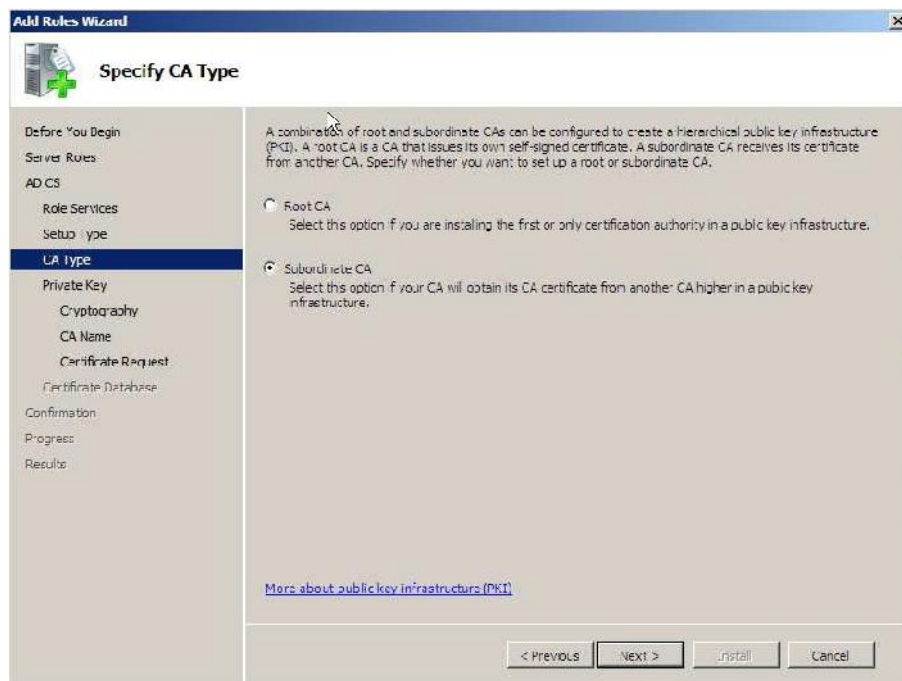 Add Roles Wizard
Specify CA Type
Before You Begin
Server Roles
AD CS
Role Services
Setup Type
CA Type
Private Key
Cryptography
CA Name
Certificate Request
Certificate Database
Confirmation
Progress
Results
A combination of root and subordinate CAs can be configured to create a hierarchical public key infrastructure
(PKI). A root CA is a CA that issues its own self-signed certificate. A subordinate CA receives its certificate
from another CA. Specify whether you want to set up a root or subordinate CA.
Root CA
Select this option if you are installing the first or only certification authority in a public key infrastructure.
Subordinate CA
Select this option if your CA will obtain its CA certificate from another CA higher in a public key
infrastructure.
More about public key infrastructure (PKI)
< Previous
Next >
Install
Cancel